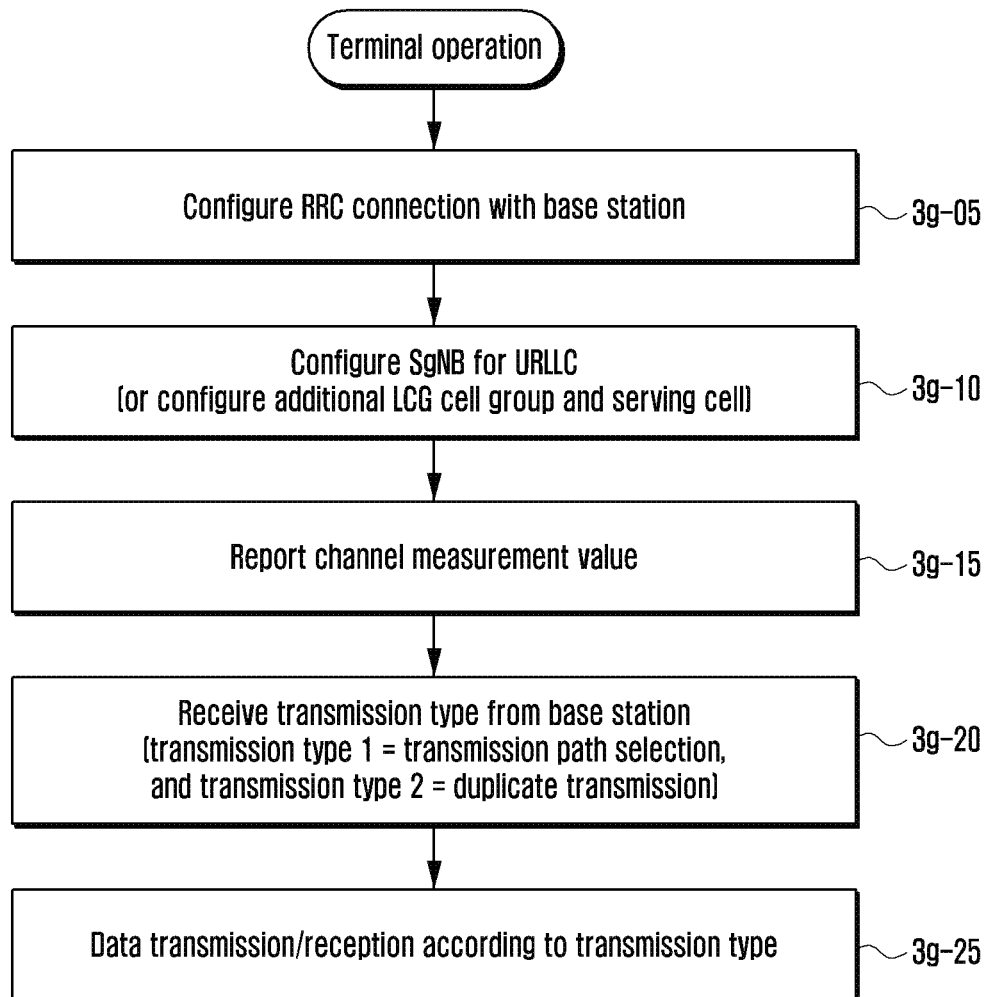 Terminal operation
Configure RRC connection with base station
3g-05
Configure SgNB for URLLC
(or configure additional LCG cell group and serving cell)
3g-10
Report channel measurement value
3g-15
Receive transmission type from base station
(transmission type 1 = transmission path selection,
and transmission type 2 = duplicate transmission)
3g-20
Data transmission/reception according to transmission type
3g-25